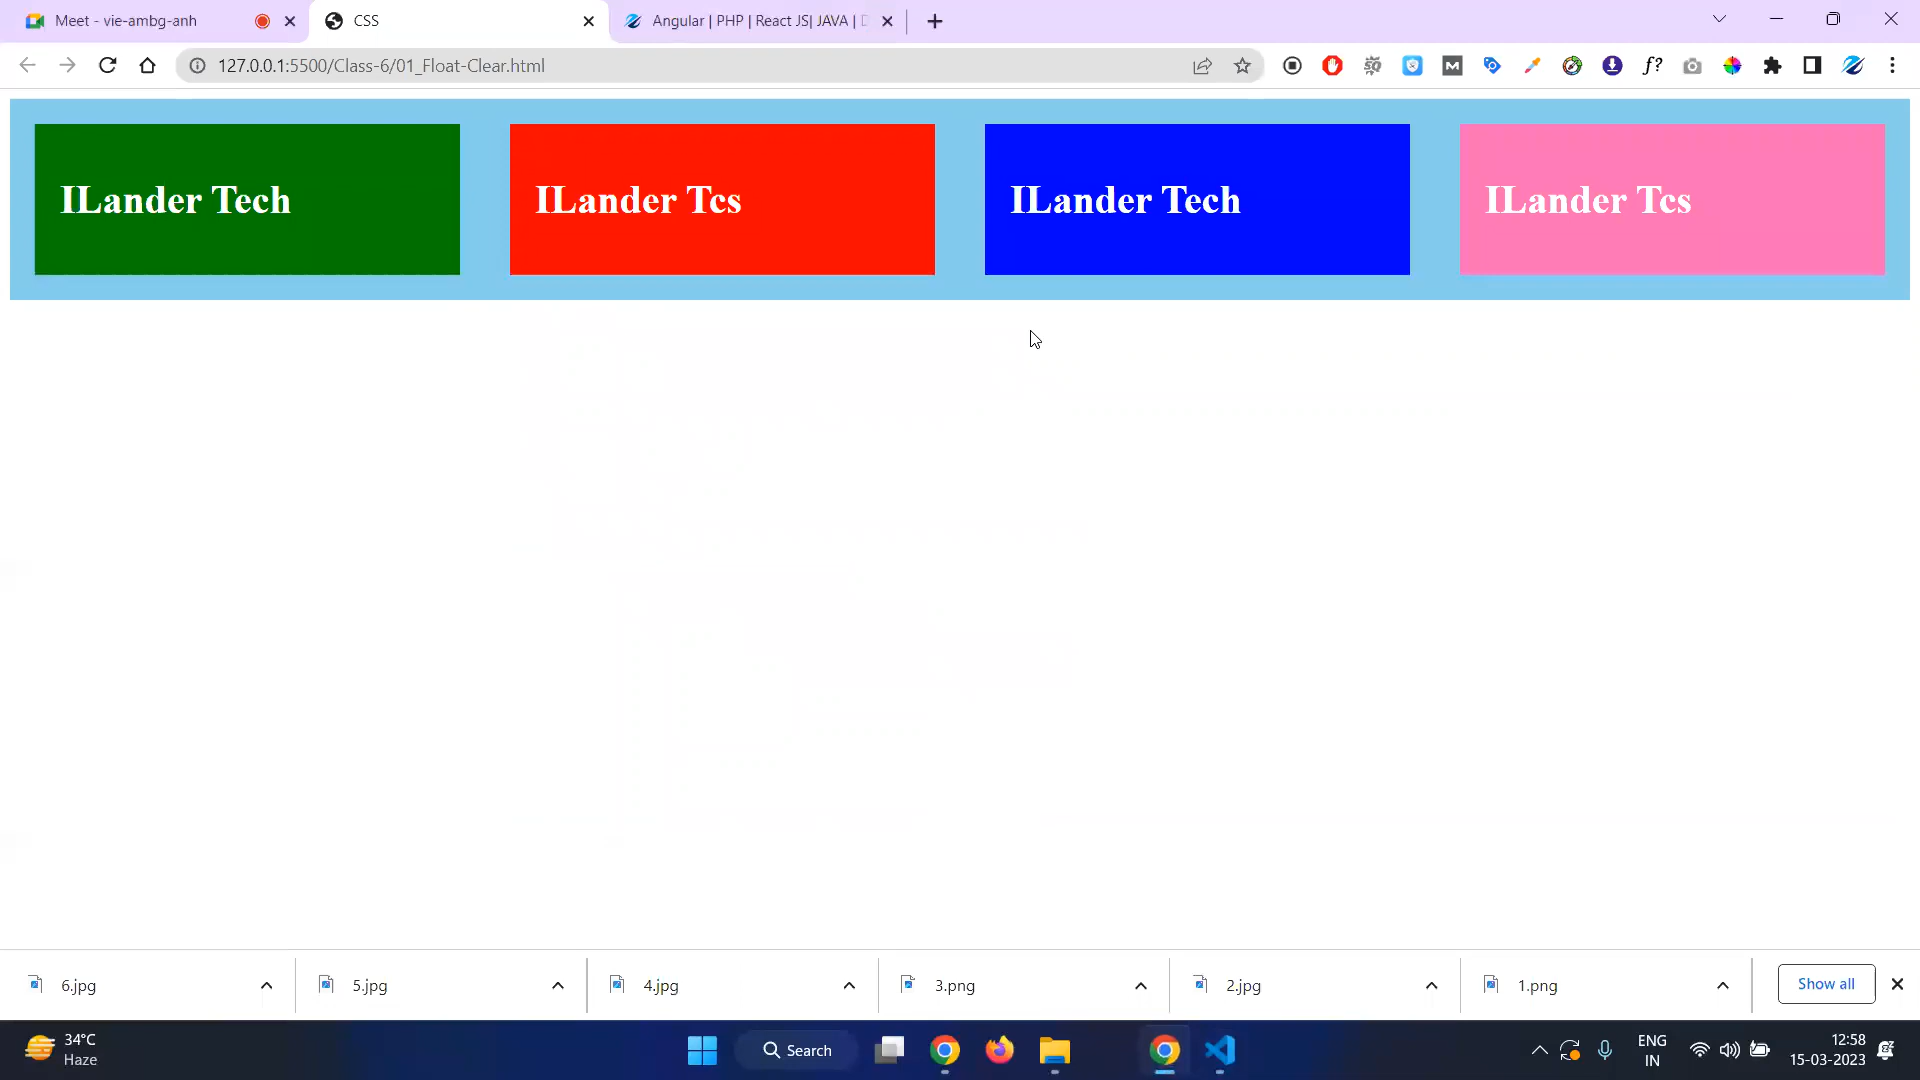 Meet - vie-ambg-anh
CSS
Angular | PHP | React JS| JAVA |
127.0.0.1:5500/Class-6/01_Float-Clear.html
ILander Tech
ILander Tcs
ILander Tech
ILander Tcs
6.jpg
5.jpg
4.jpg
3.png
2.jpg
1.png
Show all
34°C
Haze
Search
ENG
IN
12:58
15-03-2023